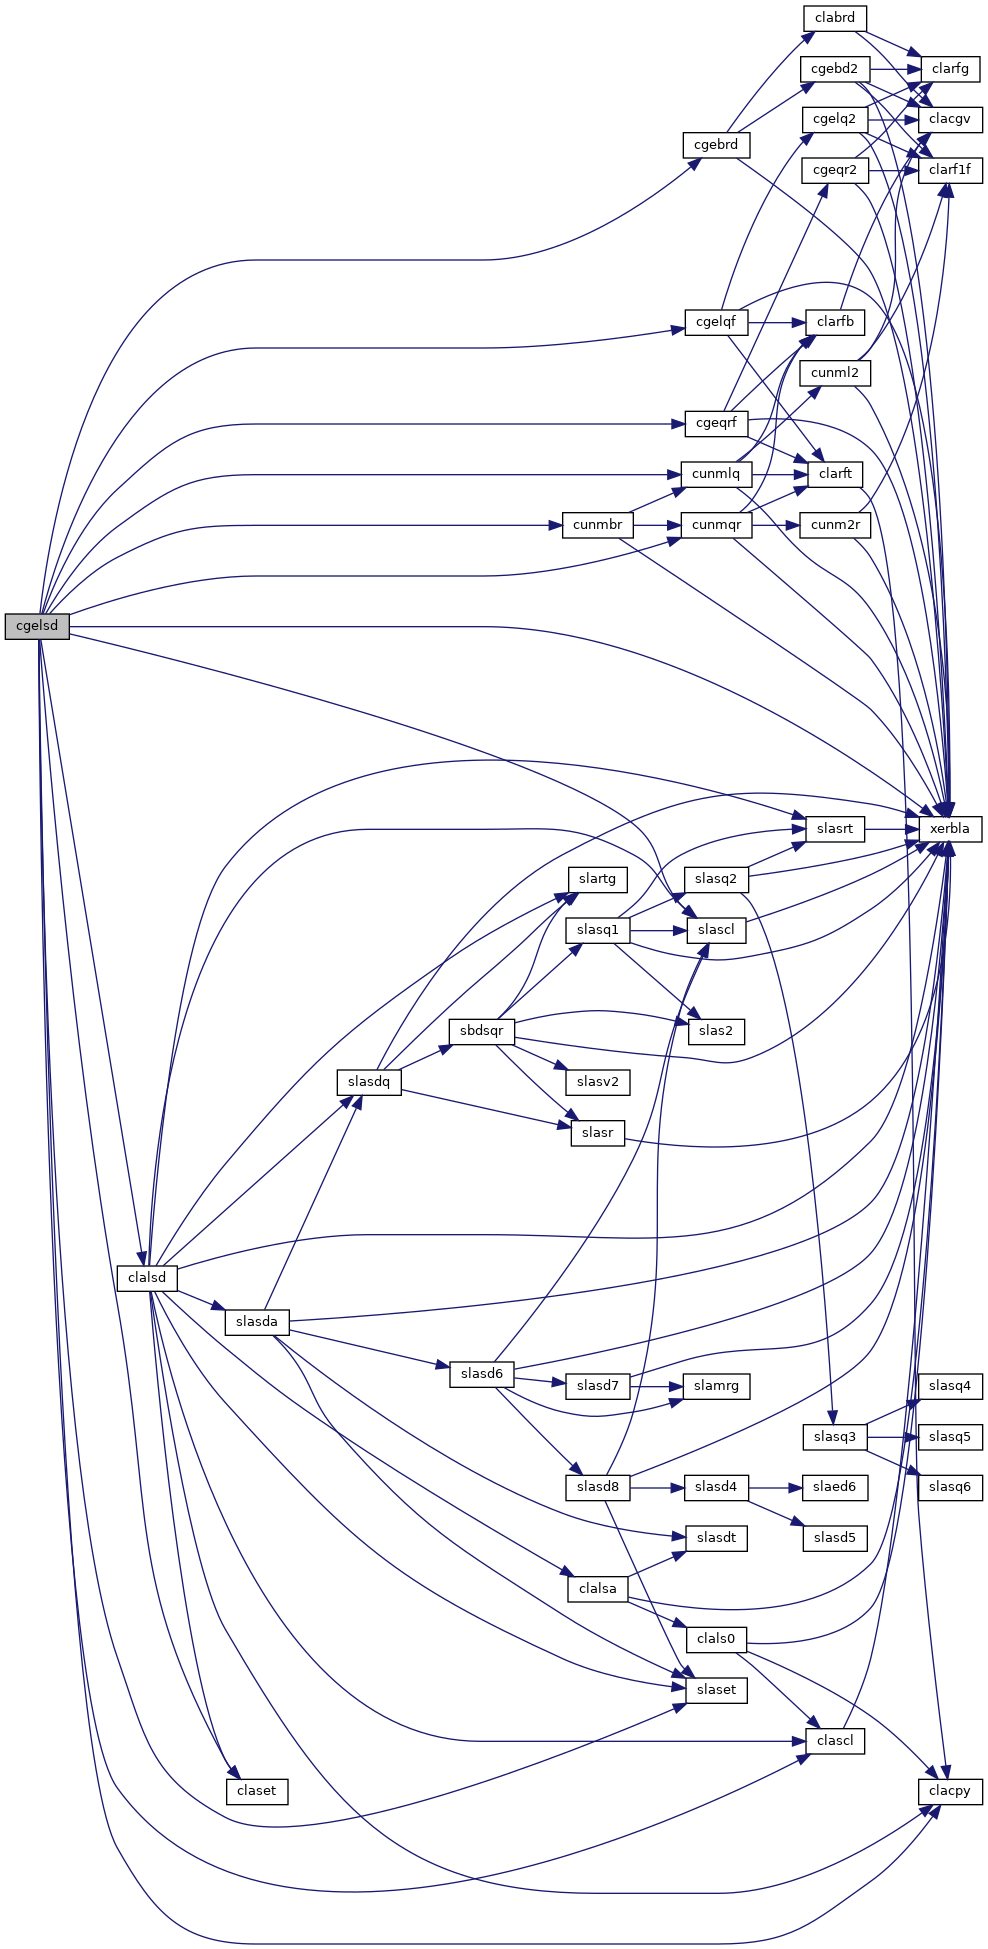 clabrd
cgebd2
clarfg
cgelq2
clacgv
cgebrd
cgeqr2
clarf1f
cgelqf
clarfb
cunml2
cgeqrf
cunmlq
clarft
cunmbr
cunmqr
cunm2r
cgelsd
slasrt
xerbla
slartg
slasq2
slasq1
slascl
sbdsqr
slas2
slasdq
slasv2
slasr
clalsd
slasda
slasd6
slasd7
slamrg
slasq4
slasq3
slasq5
slasd8
slasd4
slaed6
slasq6
slasdt
slasd5
clalsa
clals0
slaset
clascl
claset
clacpy